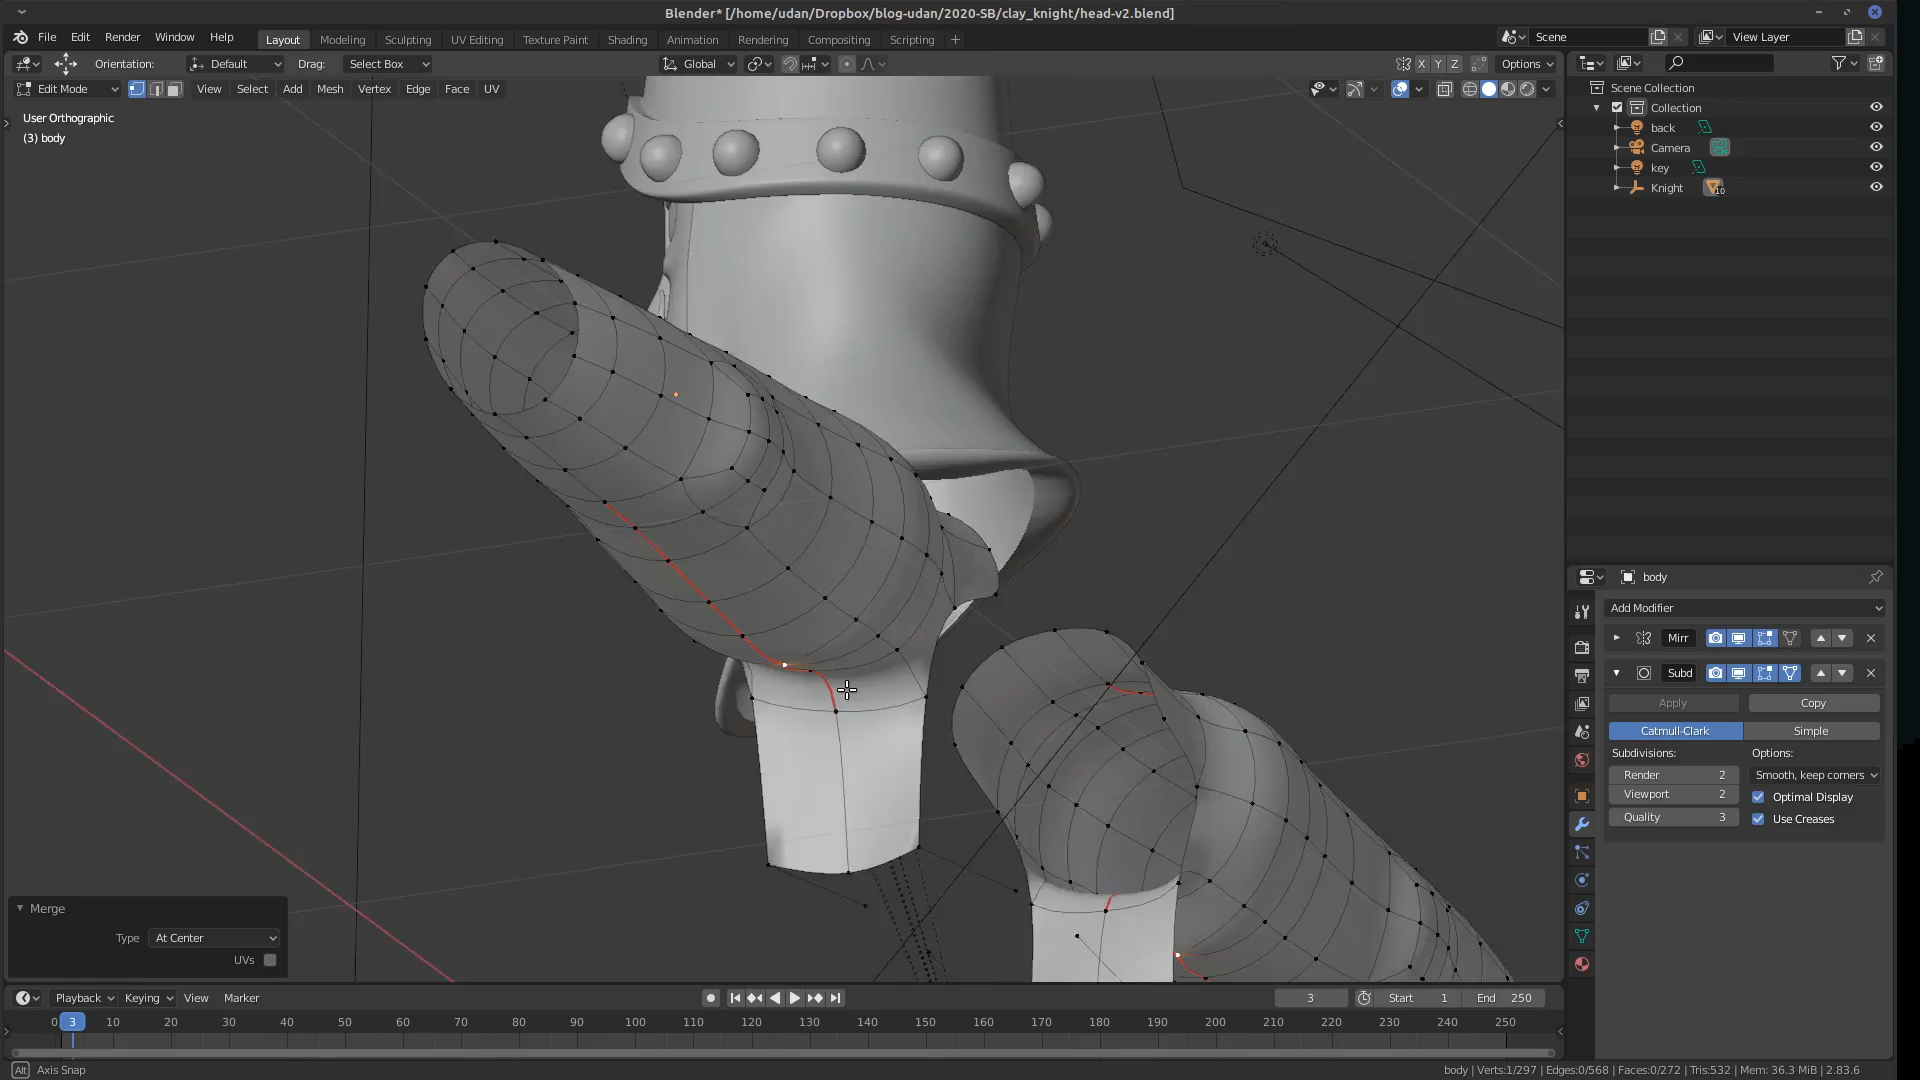 Blender* [/home/udan/Dropbox/blog-udan/2020-SB/clay_knight/head-v2.blend]
File Edit Render Window Help Layout Modeling Sculpting UV Editing Texture Paint Shading Animation Rendering Compositing Scripting + Scene View Layer
Orientation: Default Drag: Select Box Global X Y Z Options
Edit Mode View Select Add Mesh Vertex Edge Face UV
User Orthographic
(3) body
Scene Collection
Collection
back
Camera
key
Knight 10
body
Add Modifier
Mirr
Subd
Apply Copy
Catmull-Clark Simple
Subdivisions: Options:
Render 2 Smooth, keep corners
Viewport 2 Optimal Display
Quality 3 Use Creases
Merge
Type At Center
UVs
Playback Keying View Marker 3 Start 1 End 250
0 3 10 20 30 40 50 60 70 80 90 100 110 120 130 140 150 160 170 180 190 200 210 220 230 240 250
Alt Axis Snap body | Verts:1/297 | Edges:0/568 | Faces:0/272 | Tris:532 | Mem: 36.3 MiB | 2.83.6